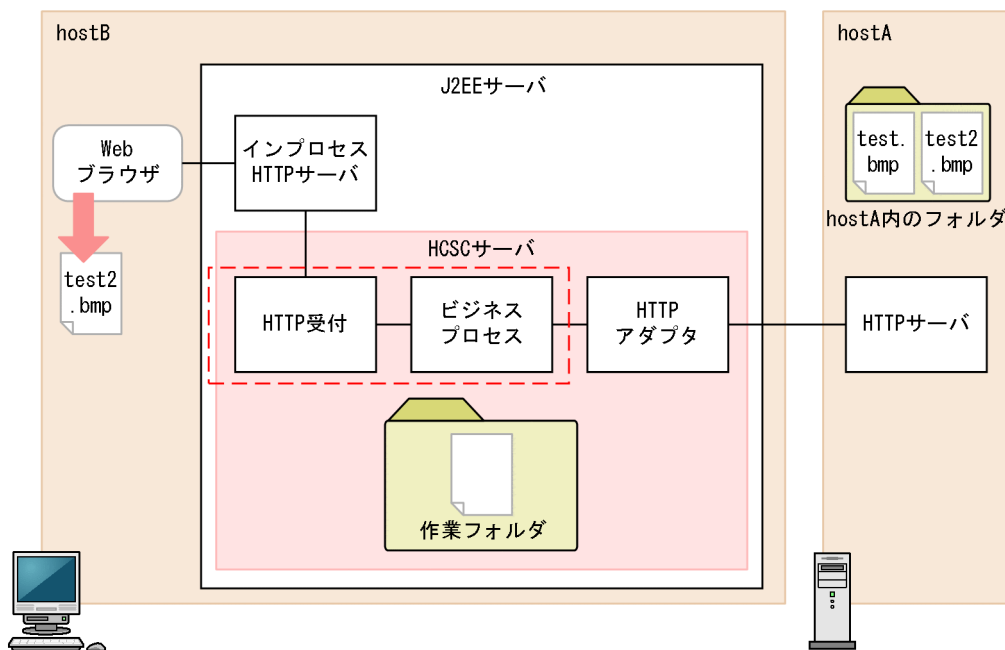 hostB
hostA
J2EEサーバ
Web
ブラウザ
インプロセス
HTTPサーバ
test.
bmp
test2
.bmp
hostA内のフォルダ
test2
.bmp
HCSCサーバ
HTTP受付
ビジネス
プロセス
HTTP
アダプタ
HTTPサーバ
作業フォルダ